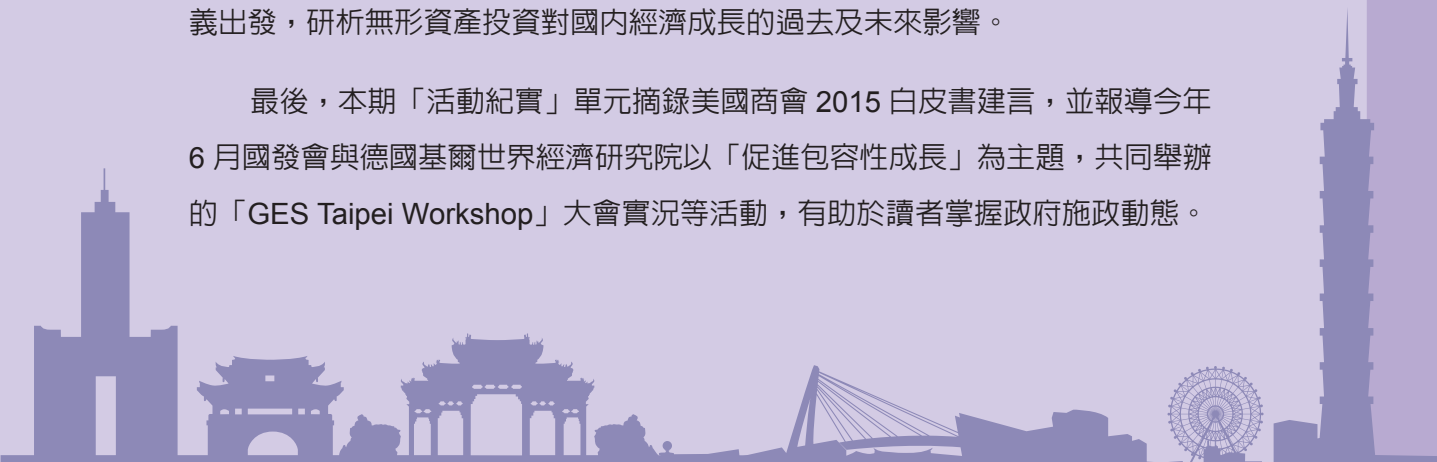 義出發，研析無形資產投資對國內經濟成長的過去及未來影響。
最後，本期「活動紀實」單元摘錄美國商會 2015 白皮書建言，並報導今年
6 月國發會與德國基爾世界經濟研究院以「促進包容性成長」為主題，共同舉辦
的「GES Taipei Workshop」大會實況等活動，有助於讀者掌握政府施政動態。